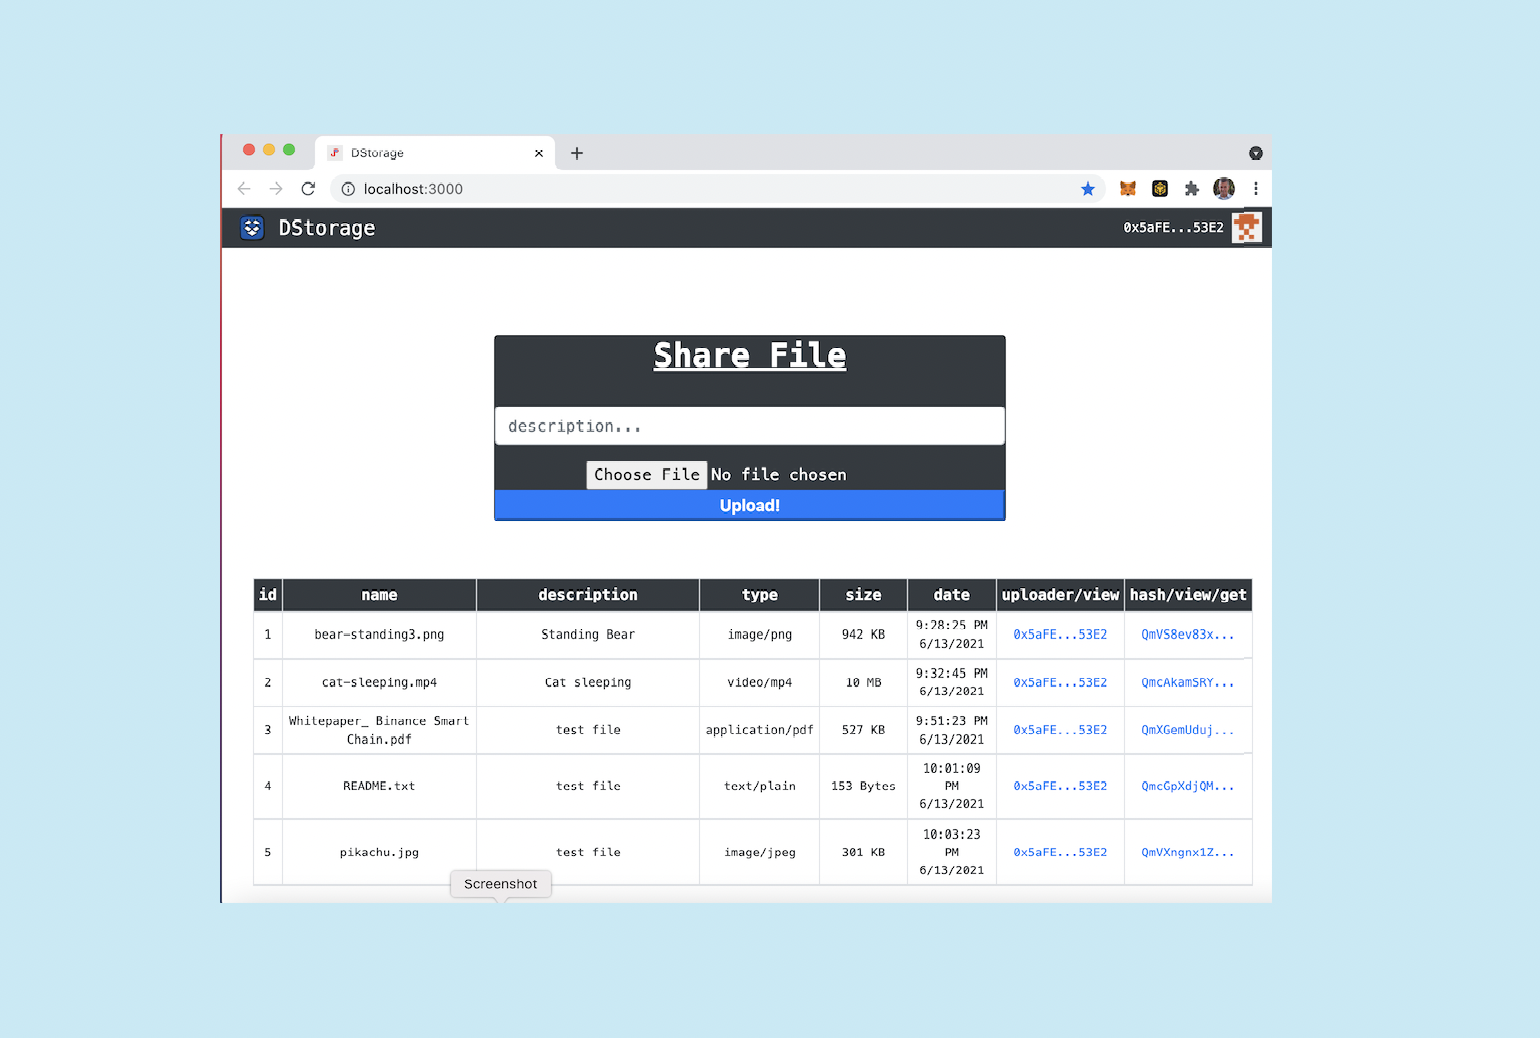 DStorage
localhost:3000
DStorage
0x5aFE...53E2
Share File
description...
Choose File No file chosen
Upload!
id name description type size date uploader/view hash/view/get
1 bear-standing3.png Standing Bear image/png 942 KB 9:28:25 PM 6/13/2021 0x5aFE...53E2 QmVS8ev83x...
2 cat-sleeping.mp4 Cat sleeping video/mp4 10 MB 9:32:45 PM 6/13/2021 0x5aFE...53E2 QmcAkamSRY...
3 Whitepaper_ Binance Smart Chain.pdf test file application/pdf 527 KB 9:51:23 PM 6/13/2021 0x5aFE...53E2 QmXGemUduj...
4 README.txt test file text/plain 153 Bytes 10:01:09 PM 6/13/2021 0x5aFE...53E2 QmcGpXdjQM...
5 pikachu.jpg test file image/jpeg 301 KB 10:03:23 PM 6/13/2021 0x5aFE...53E2 QmVXngnx1Z...
Screenshot